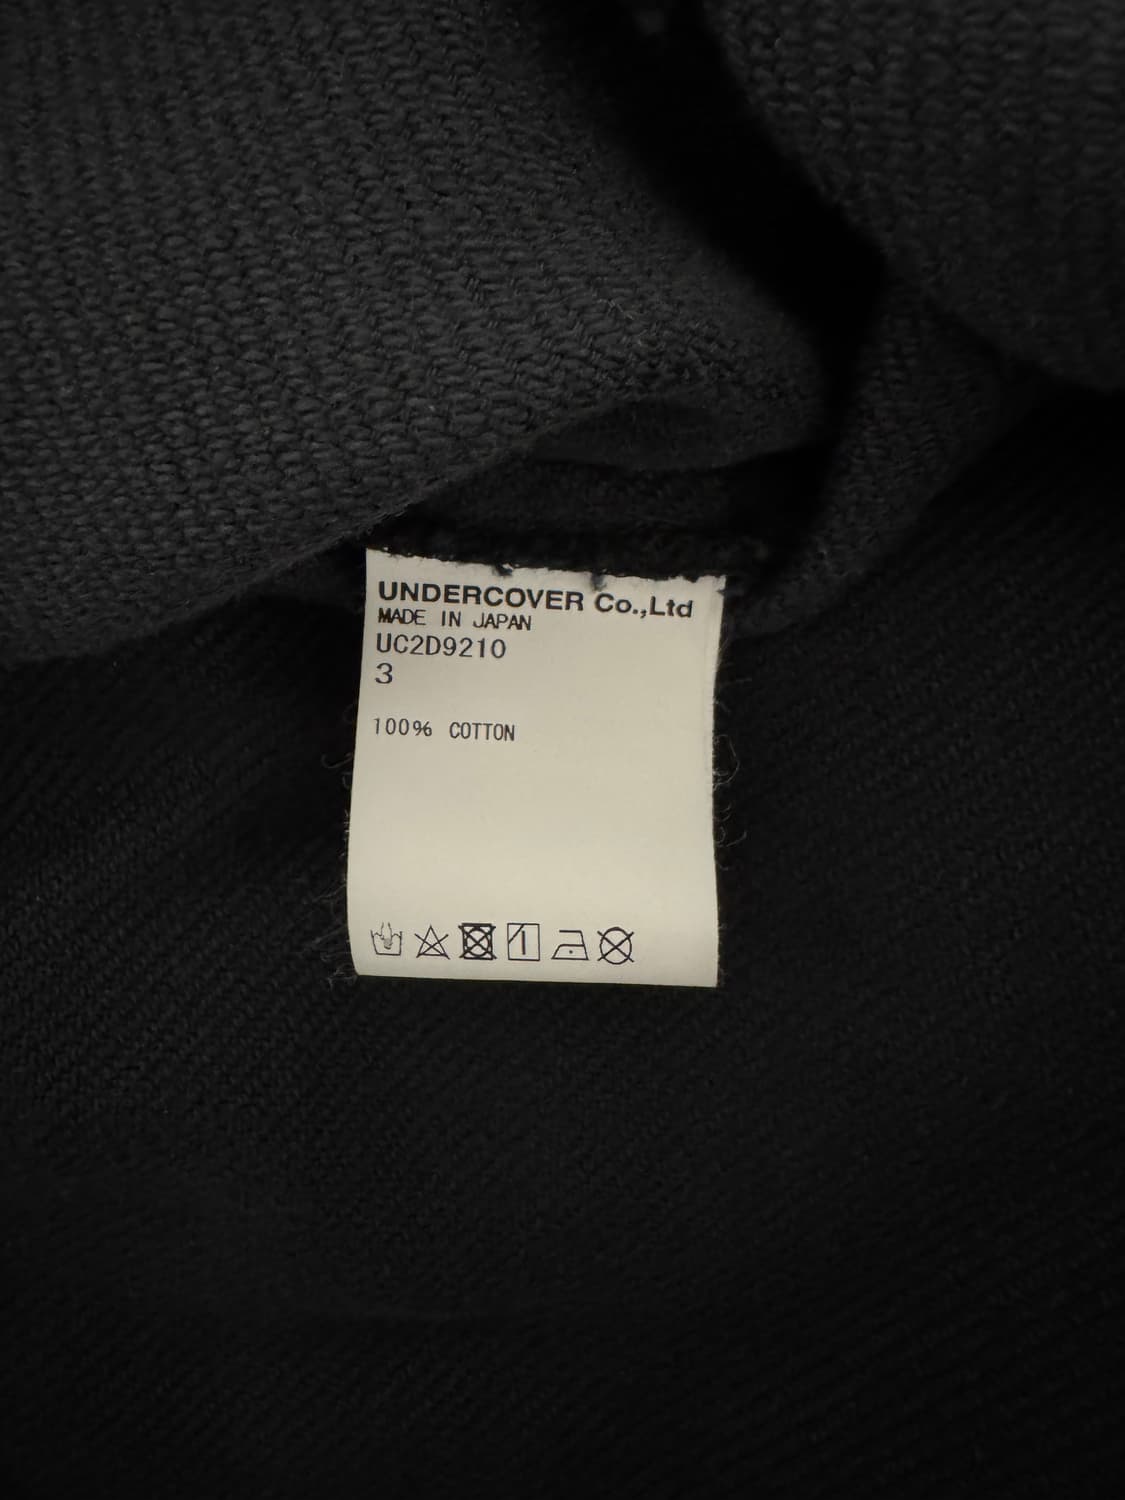 UNDERCOVER Co.,Ltd
MADE IN JAPAN
UC2D9210
3
100% COTTON